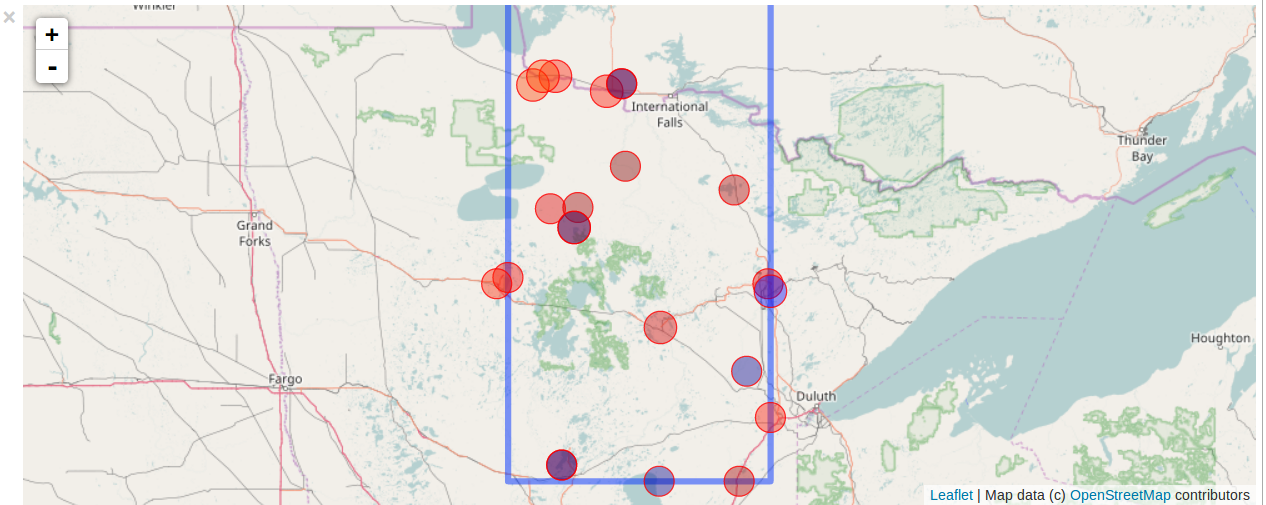 ×
Winkler
+
-
International
Falls
Thunder
Bay
Grand
Forks
Houghton
Fargo
Duluth
Leaflet | Map data (c) OpenStreetMap contributors